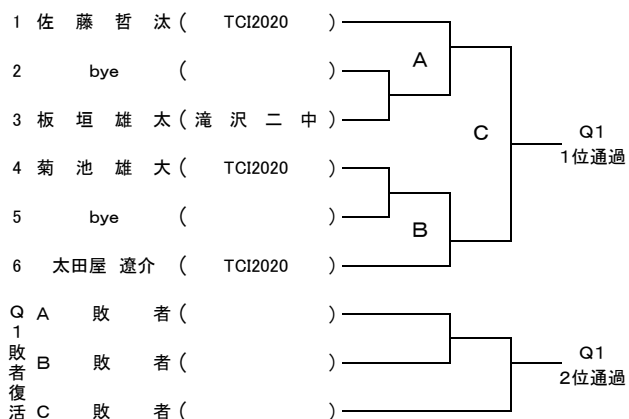 1 佐 藤 哲 汰 ( TCI2020 )
A
2 bye ( )
3 板 垣 雄 太 ( 滝 沢 二 中 )
C
Q1
1位通過
4 菊 池 雄 大 ( TCI2020 )
5 bye ( )
B
6 太田屋 遼介 ( TCI2020 )
Q1敗者復活
A 敗 者 ( )
B 敗 者 ( )
Q1
2位通過
C 敗 者 ( )